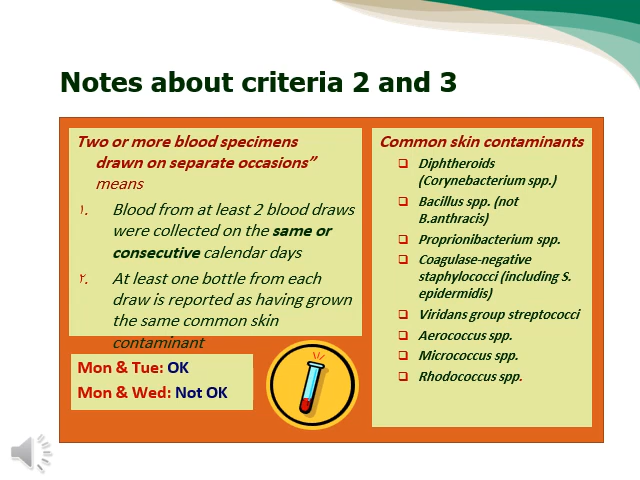 Notes about criteria 2 and 3
Two or more blood specimens
drawn on separate occasions”
means
۱. Blood from at least 2 blood draws
were collected on the same or
consecutive calendar days
۲. At least one bottle from each
draw is reported as having grown
the same common skin
contaminant
Mon & Tue: OK
Mon & Wed: Not OK
Common skin contaminants
Diphtheroids
(Corynebacterium spp.)
Bacillus spp. (not
B.anthracis)
Proprionibacterium spp.
Coagulase-negative
staphylococci (including S.
epidermidis)
Viridans group streptococci
Aerococcus spp.
Micrococcus spp.
Rhodococcus spp.